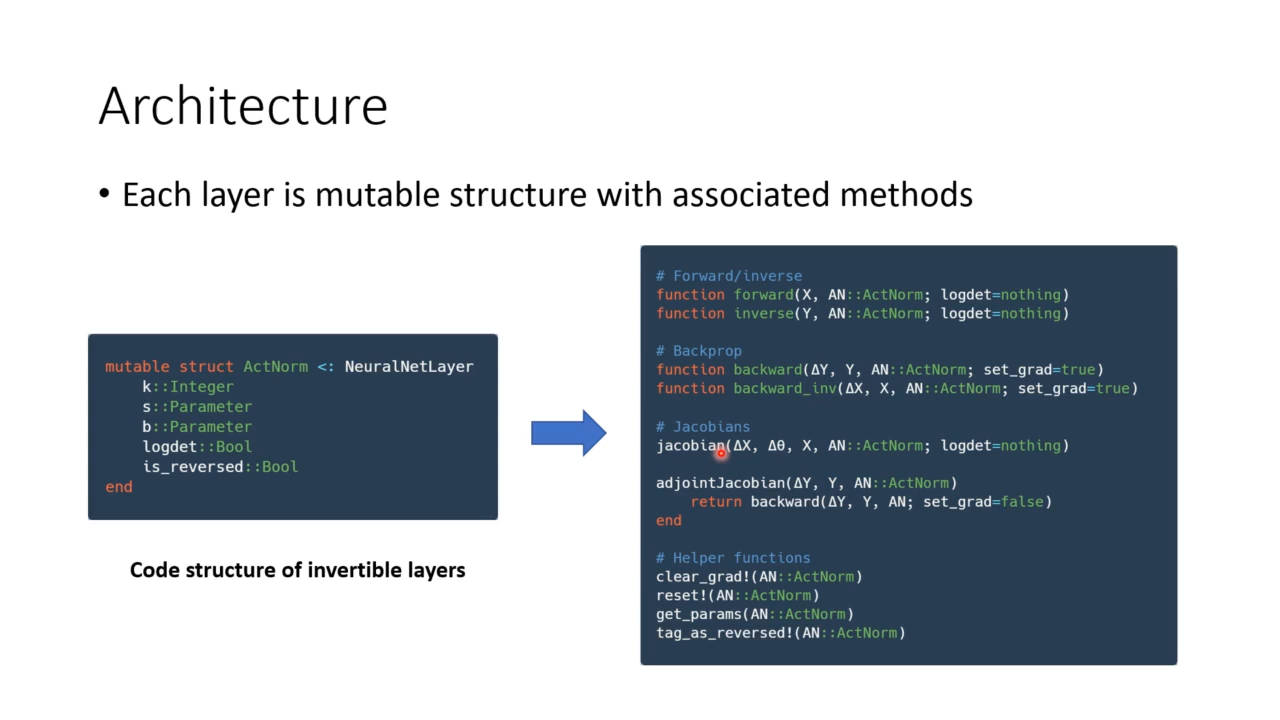 Architecture
• Each layer is mutable structure with associated methods
mutable struct ActNorm <: NeuralNetLayer
    k::Integer
    s::Parameter
    b::Parameter
    logdet::Bool
    is_reversed::Bool
end
Code structure of invertible layers
# Forward/inverse
function forward(X, AN::ActNorm; logdet=nothing)
function inverse(Y, AN::ActNorm; logdet=nothing)
# Backprop
function backward(ΔY, Y, AN::ActNorm; set_grad=true)
function backward_inv(ΔX, X, AN::ActNorm; set_grad=true)
# Jacobians
jacobian(ΔX, Δθ, X, AN::ActNorm; logdet=nothing)
adjointJacobian(ΔY, Y, AN::ActNorm)
    return backward(ΔY, Y, AN; set_grad=false)
end
# Helper functions
clear_grad!(AN::ActNorm)
reset!(AN::ActNorm)
get_params(AN::ActNorm)
tag_as_reversed!(AN::ActNorm)